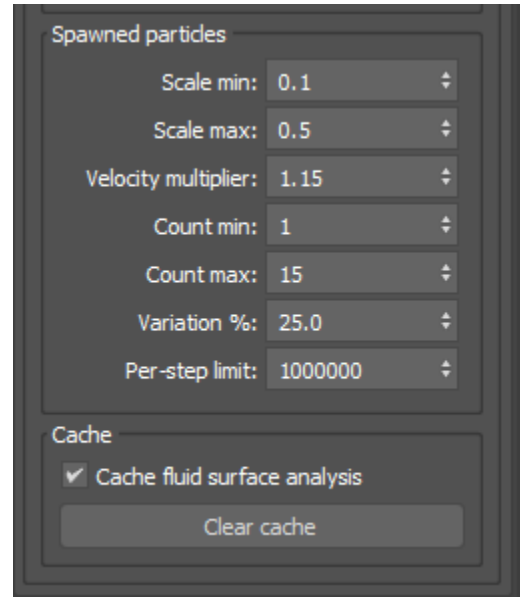 Spawned particles
Scale min: 0.1
Scale max: 0.5
Velocity multiplier: 1.15
Count min: 1
Count max: 15
Variation %: 25.0
Per-step limit: 1000000
Cache
Cache fluid surface analysis
Clear cache